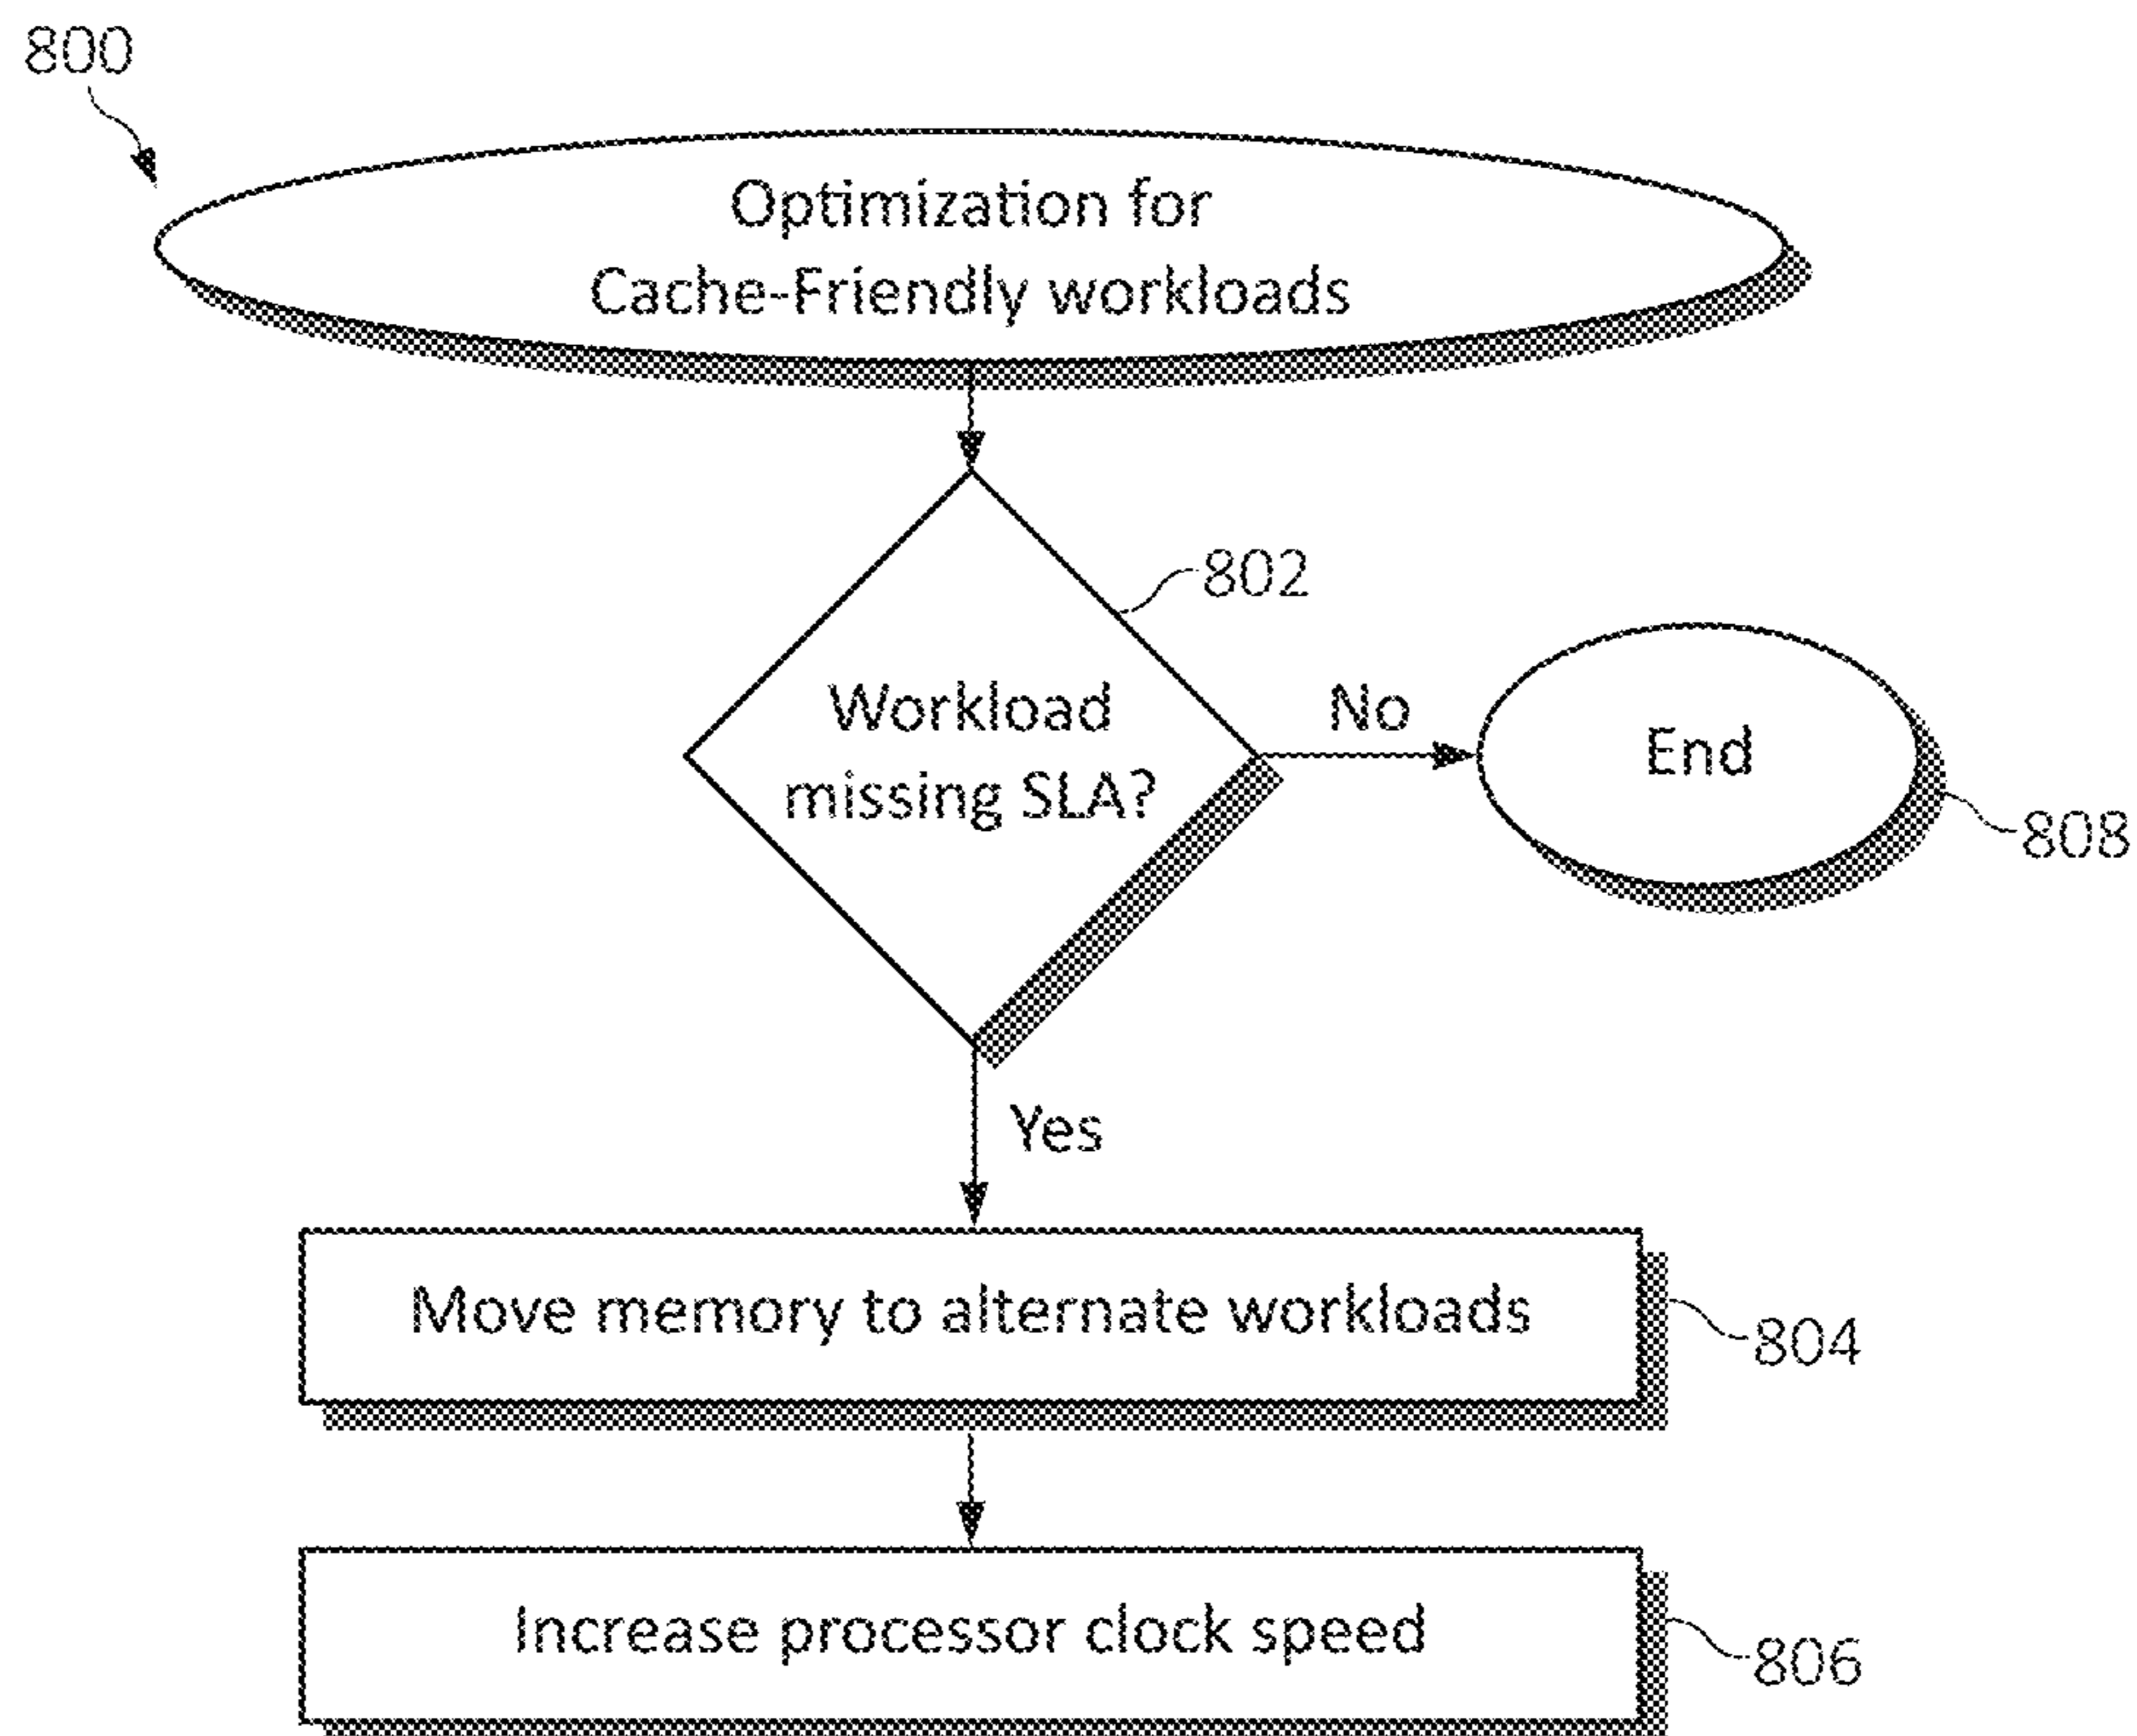 800
Optimization for
Cache-Friendly workloads
802
Workload
missing SLA?
No
End
808
Yes
Move memory to alternate workloads
804
Increase processor clock speed
806